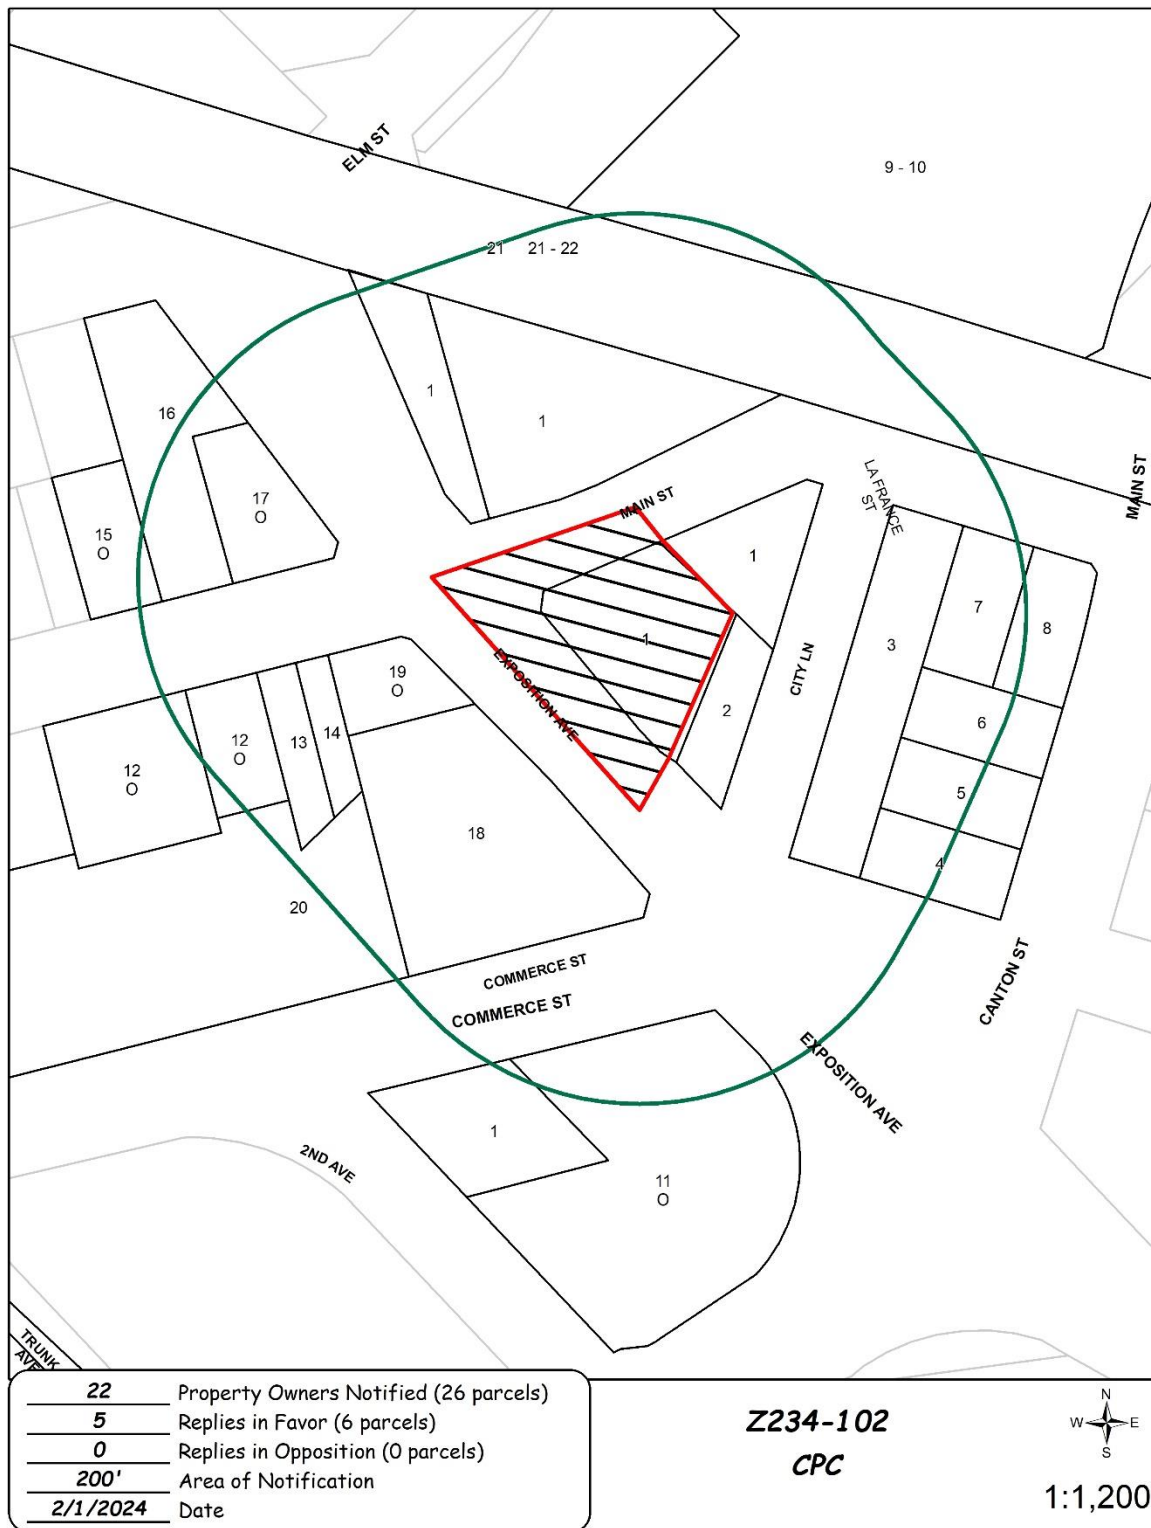 ELM ST
9 - 10
21
21 - 22
1
1
16
MAIN ST
LA FRANCE
ST
MAIN ST
17
O
15
O
1
7
8
3
1
CITY LN
19
O
EXPOSITION AVE
2
6
12
O
13
14
12
O
5
18
4
20
COMMERCE ST
COMMERCE ST
CANTON ST
EXPOSITION AVE
1
2ND AVE
11
O
TRUNK
AVE
22 Property Owners Notified (26 parcels)
5 Replies in Favor (6 parcels)
0 Replies in Opposition (0 parcels)
200' Area of Notification
2/1/2024 Date
Z234-102
CPC
N
W E
S
1:1,200